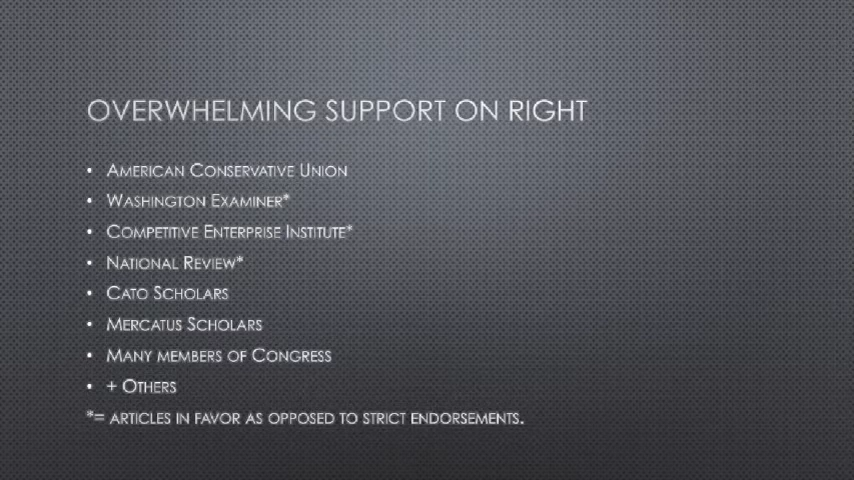 OVERWHELMING SUPPORT ON RIGHT
• AMERICAN CONSERVATIVE UNION
• WASHINGTON EXAMINER*
• COMPETITIVE ENTERPRISE INSTITUTE*
• NATIONAL REVIEW*
• CATO SCHOLARS
• MERCATUS SCHOLARS
• MANY MEMBERS OF CONGRESS
• + OTHERS
*= ARTICLES IN FAVOR AS OPPOSED TO STRICT ENDORSEMENTS.